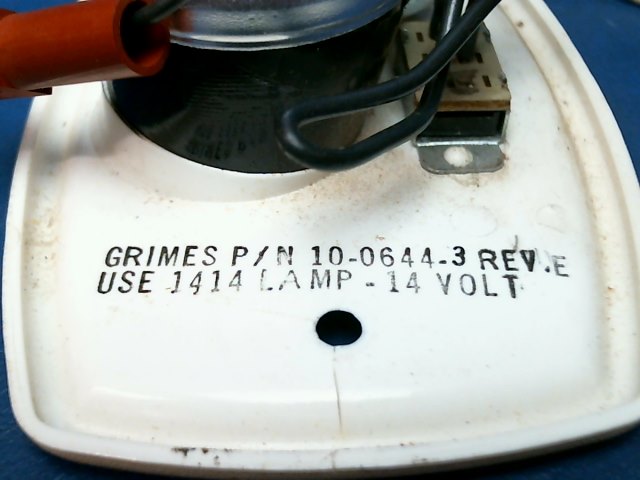 GRIMES P/N 10-0644-3 REV.E
USE 1414 LAMP - 14 VOLT